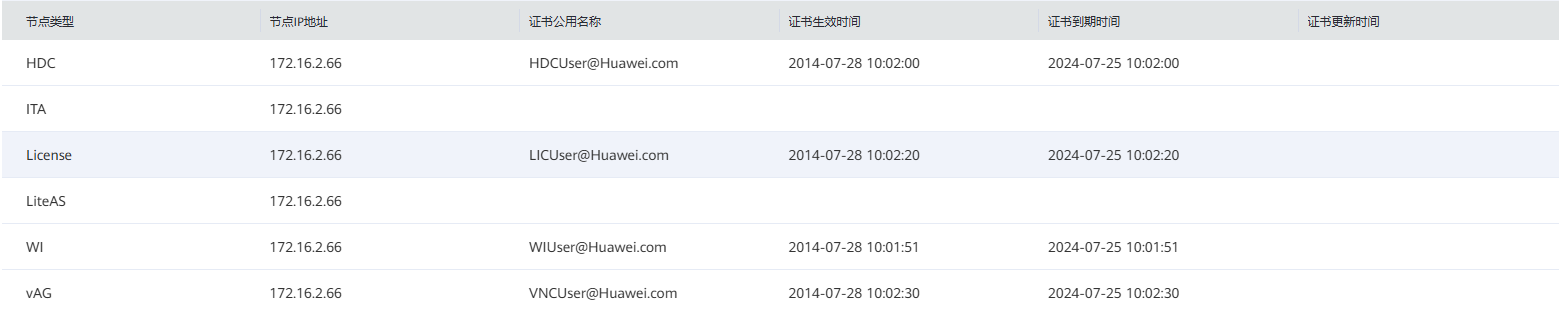 节点类型 节点IP地址 证书公用名称 证书生效时间 证书到期时间 证书更新时间
HDC 172.16.2.66 HDCUser@Huawei.com 2014-07-28 10:02:00 2024-07-25 10:02:00
ITA 172.16.2.66
License 172.16.2.66 LICUser@Huawei.com 2014-07-28 10:02:20 2024-07-25 10:02:20
LiteAS 172.16.2.66
WI 172.16.2.66 WIUser@Huawei.com 2014-07-28 10:01:51 2024-07-25 10:01:51
vAG 172.16.2.66 VNCUser@Huawei.com 2014-07-28 10:02:30 2024-07-25 10:02:30